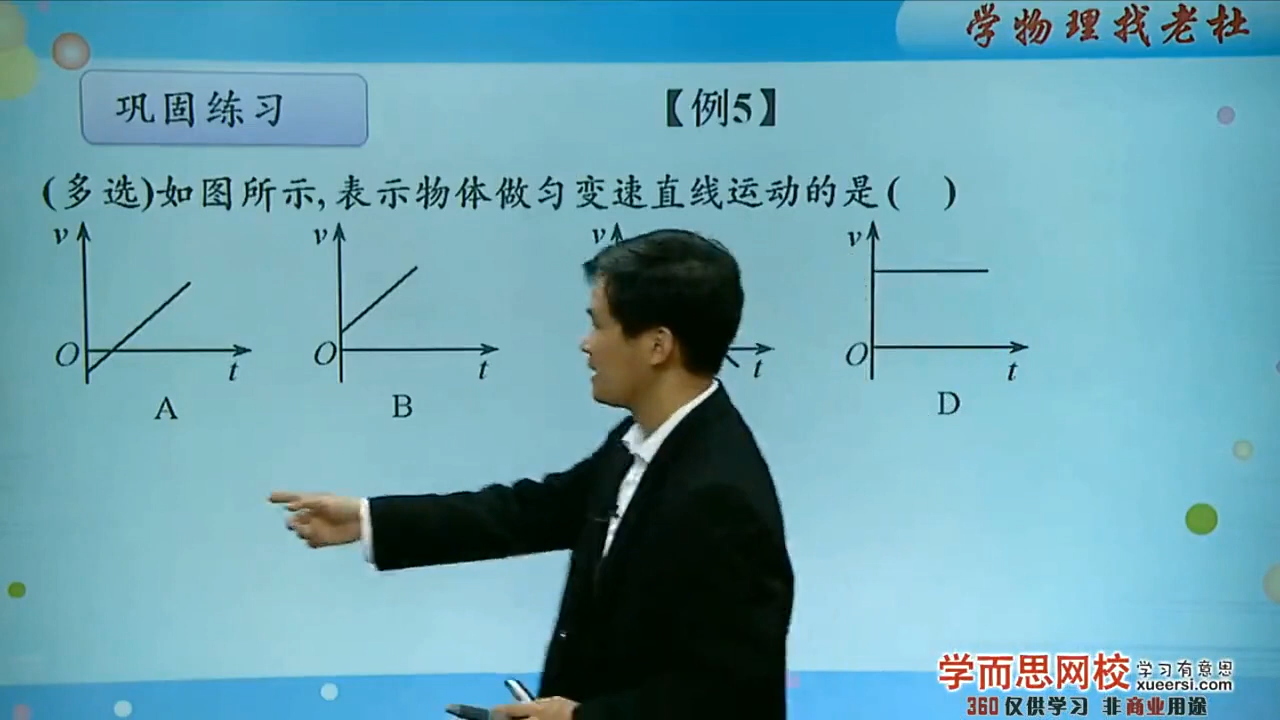 学物理找老杜
巩固练习
【例5】
(多选)如图所示,表示物体做匀变速直线运动的是( )
v v v v
O O O
t t t t
A B D
学而思网校 学习有意思
xueersi.com
360 仅供学习 非商业用途